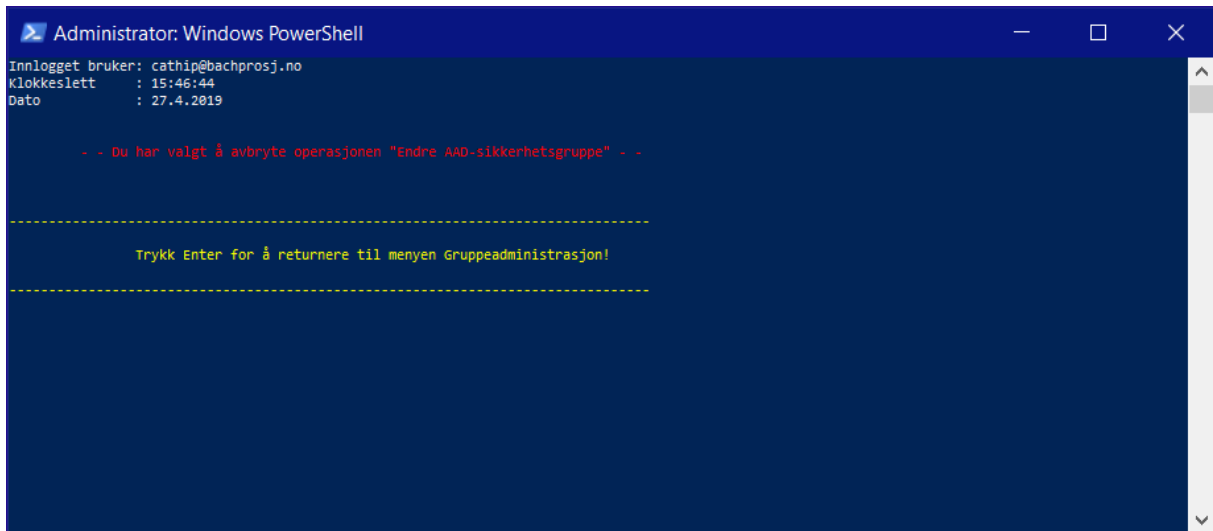 Administrator: Windows PowerShell
Innlogget bruker: cathip@bachprosj.no
Klokkeslett : 15:46:44
Dato : 27.4.2019
- - Du har valgt å avbryte operasjonen "Endre AAD-sikkerhetsgruppe" - -
--------------------------------------------------------------------------------
Trykk Enter for å returnere til menyen Gruppeadministrasjon!
--------------------------------------------------------------------------------